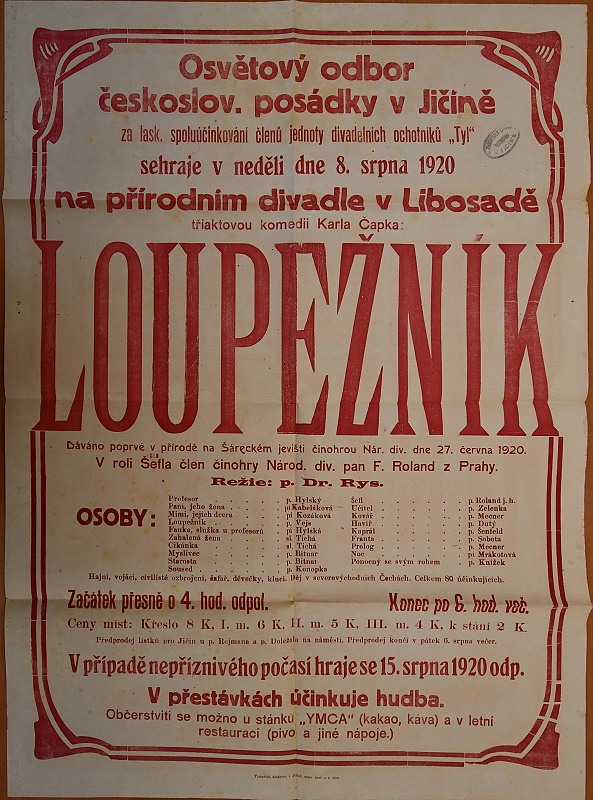 Osvětový odbor
českoslov. posádky v Jičíně
za lask. spoluúčinkování členů jednoty divadelních ochotníků „Tyl"
sehraje v neděli dne 8. srpna 1920
na přírodním divadle v Libosadě
tříaktovou komedii Karla Čapka:
LOUPEŽNÍK
Dáváno poprvé v přírodě na Šáreckém jevišti činohrou Nár. div. dne 27. června 1920.
V roli Šefla člen činohry Národ. div. pan F. Roland z Prahy.
Režie: p. Dr. Rys.
OSOBY:
Profesor . . . p. Hylský
Paní, jeho žena . . . pí Kabeláková
Mimi, jejich dcera . . . pí Kozáková
Loupežník . . . p. Vejs
Fanka, služka u profesorů . . . pí Hylská
Zahalená žena . . . sl. Tichá
Cikánka . . . sl. Tichá
Myslivec . . . p. Bitnar
Starosta . . . p. Bitnar
Soused . . . p. Konopka
Šefl . . . p. Roland j. h.
Učitel . . . p. Zelenka
Kovář . . . p. Mecner
Havíř . . . p. Dutý
Kaprál . . . p. Šenfeld
Franta . . . p. Sobota
Prolog . . . p. Mecner
Noc . . . pí Mrákotová
Ponocný se svým rohem . . . p. Knížek
Hajní, vojáci, civilisté ozbrojení, šafář, děvečky, kluci. Děj v severovýchodních Čechách. Celkem 80 účinkujících.
Začátek přesně o 4. hod. odpol. Konec po 6. hod. več.
Ceny míst: Křeslo 8 K, I. m. 6 K, II. m. 5 K, III. m. 4 K, k stání 2 K.
Předprodej lístků pro Jičín u p. Rejmana a p. Doležala na náměstí. Předprodej končí v pátek 6. srpna večer.
V případě nepříznivého počasí hraje se 15. srpna 1920 odp.
V přestávkách účinkuje hudba.
Občerstviti se možno u stánku „YMCA" (kakao, káva) a v letní
restauraci (pivo a jiné nápoje.)